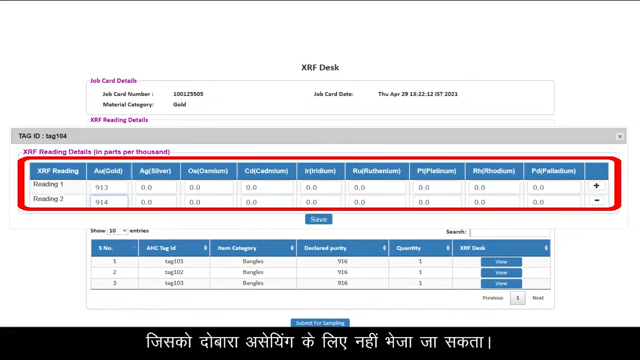 XRF Desk
Job Card Details
Job Card Number : 100125505 Job Card Date: Thu Apr 29 13:22:12 IST 2021
Material Category: Gold
XRF Reading Details
TAG ID : tag104 ×
XRF Reading Details (in parts per thousand)
XRF Reading Au(Gold) Ag(Silver) Os(Osmium) Cd(Cadmium) Ir(Iridium) Ru(Ruthenium) Pt(Platinum) Rh(Rhodium) Pd(Palladium)
Reading 1 913 0.0 0.0 0.0 0.0 0.0 0.0 0.0 0.0 +
Reading 2 914 0.0 0.0 0.0 0.0 0.0 0.0 0.0 0.0 -
Save
Show 10 entries Search:
S No. AHC Tag Id Item Category Declared purity Quantity XRF Desk
1 tag101 Bangles 916 1 View
2 tag102 Bangles 916 1 View
3 tag103 Bangles 916 1 View
Previous 1 Next
Submit For Sampling
जिसको दोबारा असेयिंग के लिए नहीं भेजा जा सकता।